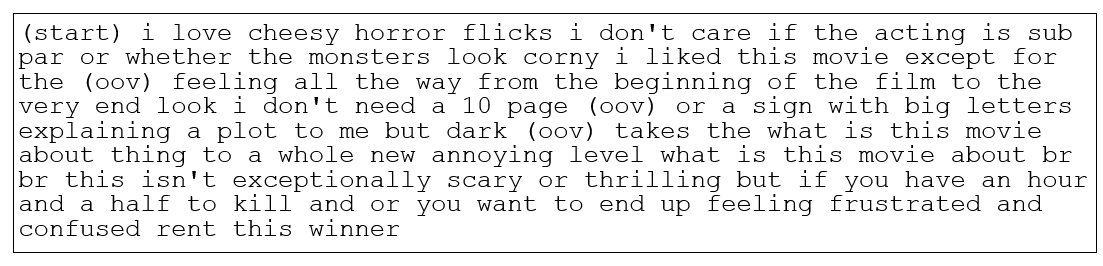 (start) i love cheesy horror flicks i don't care if the acting is sub
par or whether the monsters look corny i liked this movie except for
the (oov) feeling all the way from the beginning of the film to the
very end look i don't need a 10 page (oov) or a sign with big letters
explaining a plot to me but dark (oov) takes the what is this movie
about thing to a whole new annoying level what is this movie about br
br this isn't exceptionally scary or thrilling but if you have an hour
and a half to kill and or you want to end up feeling frustrated and
confused rent this winner